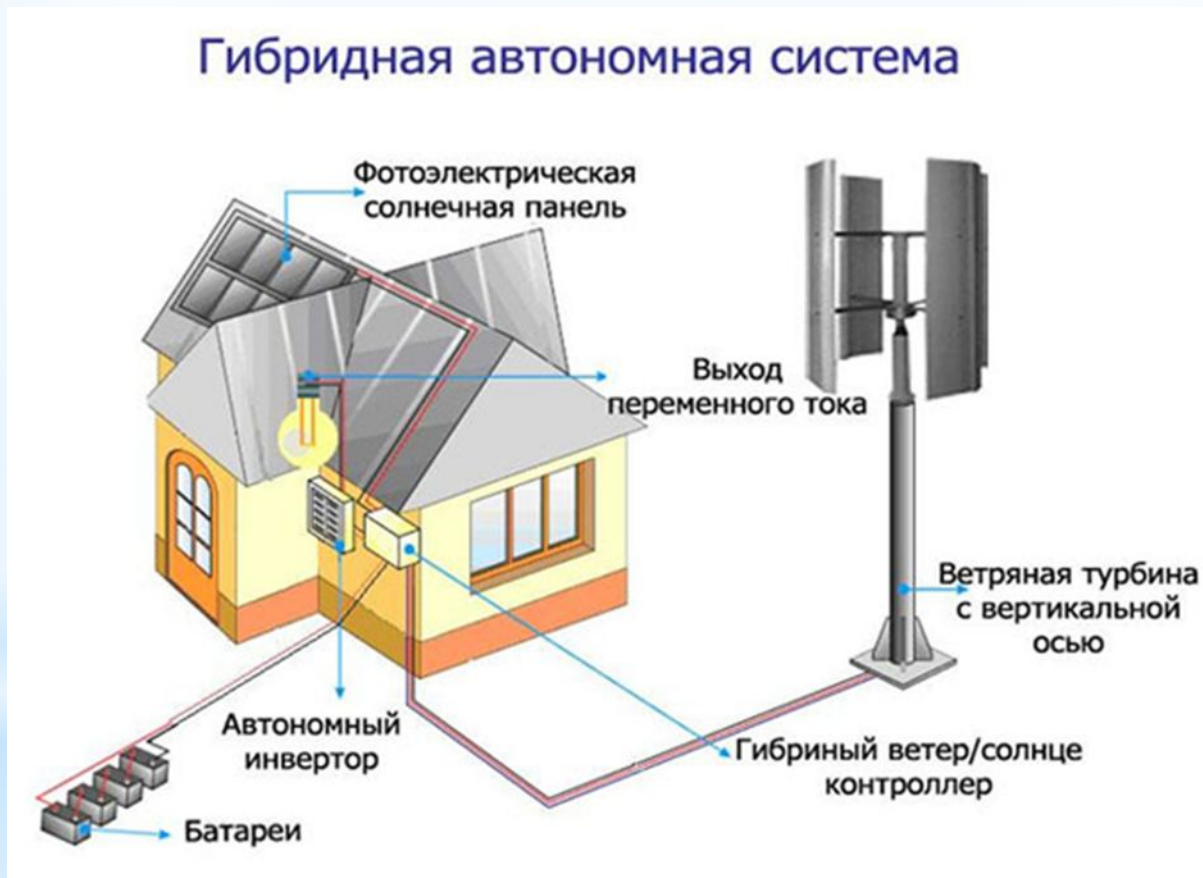 Гибридная автономная система
Фотоэлектрическая
солнечная панель
Выход
переменного тока
Ветряная турбина
с вертикальной
осью
Автономный
инвертор
Гибриный ветер/солнце
контроллер
Батареи